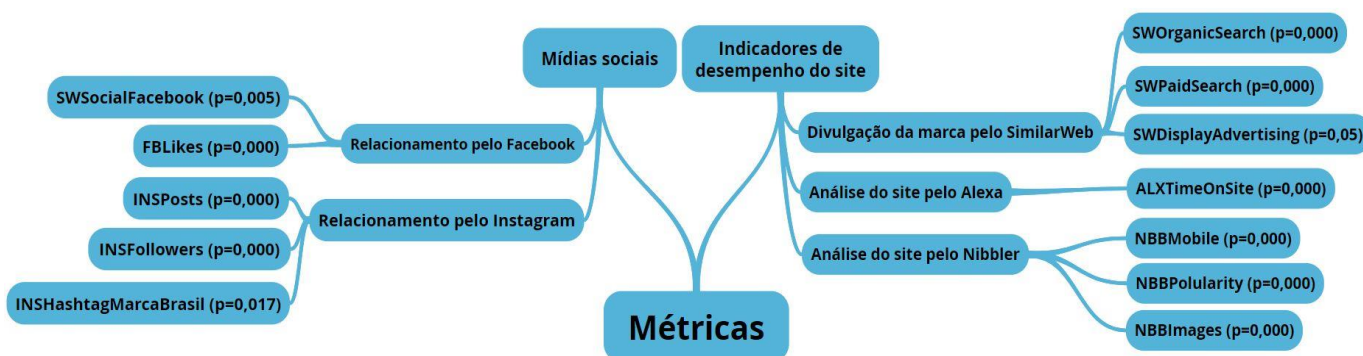 Mídias sociais
SWSocialFacebook (p=0,005)
FBLikes (p=0,000)
Relacionamento pelo Facebook
INSPosts (p=0,000)
Relacionamento pelo Instagram
INSFollowers (p=0,000)
INSHashtagMarcaBrasil (p=0,017)
Indicadores de
desempenho do site
SWOrganicSearch (p=0,000)
SWPaidSearch (p=0,000)
Divulgação da marca pelo SimilarWeb
SWDisplayAdvertising (p=0,05)
Análise do site pelo Alexa
ALXTimeOnSite (p=0,000)
NBBMobile (p=0,000)
Análise do site pelo Nibbler
NBBPolularity (p=0,000)
NBBImages (p=0,000)
Métricas